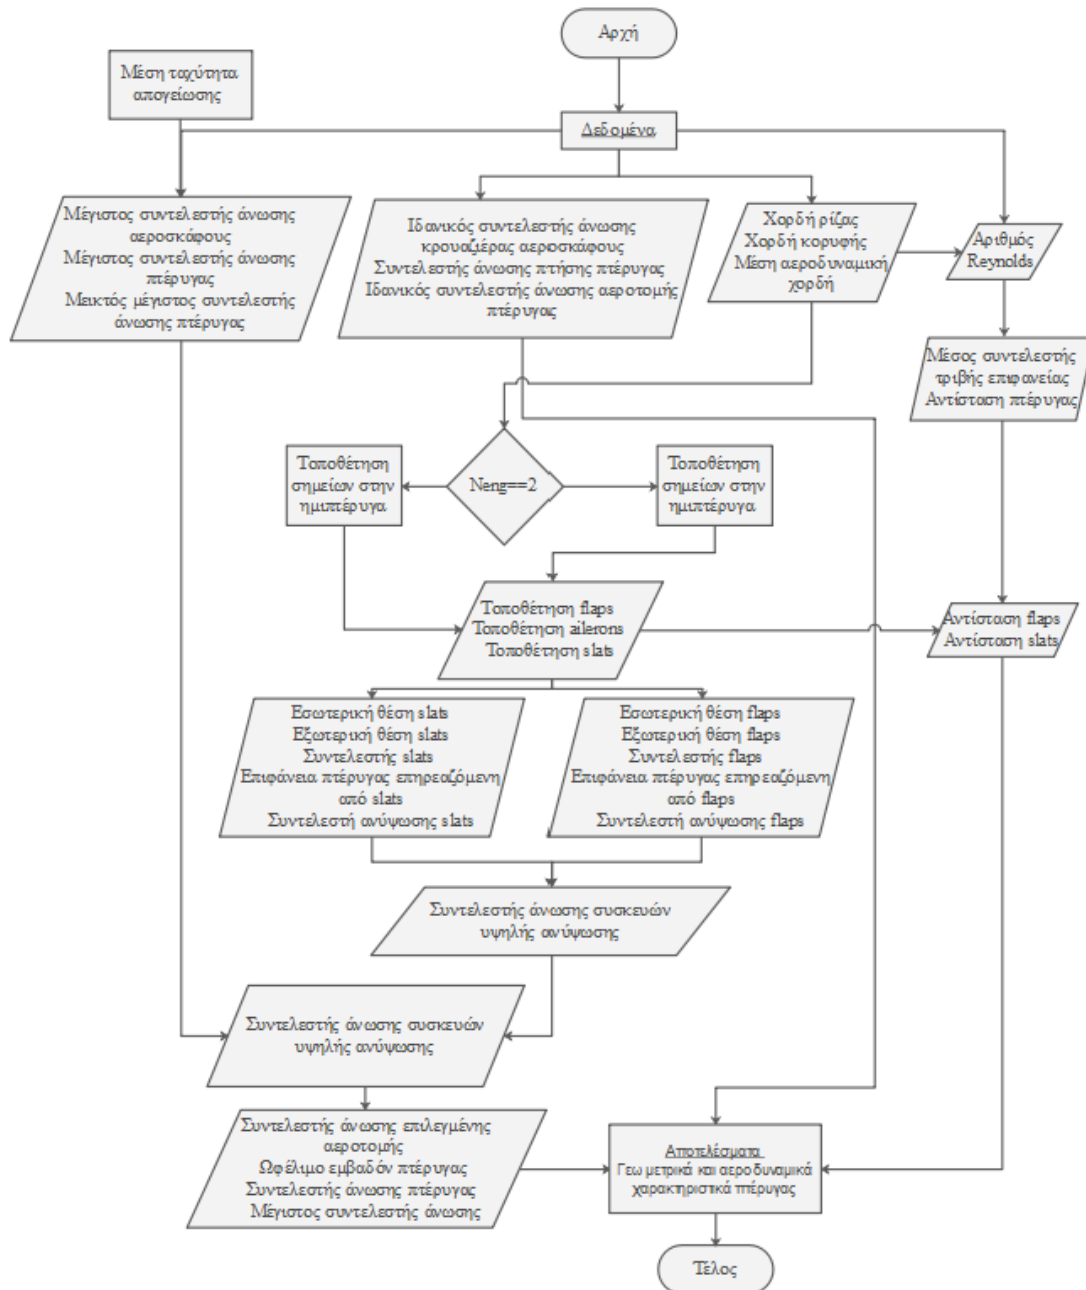 Αρχή
Μέση ταχύτητα
απογείωσης
Δεδομένα
Μέγιστος συντελεστής άνωσης
αεροσκάφους
Μέγιστος συντελεστής άνωσης
πτέρυγας
Μεικτός μέγιστος συντελεστής
άνωσης πτέρυγας
Ιδανικός συντελεστής άνωσης
κρουαζιέρας αεροσκάφους
Συντελεστής άνωσης πτήσης πτέρυγας
Ιδανικός συντελεστής άνωσης αεροτομής
πτέρυγας
Χορδή ρίζας
Χορδή κορυφής
Μέση αεροδυναμική
χορδή
Αριθμός
Reynolds
Μέσος συντελεστής
τριβής επιφανείας
Αντίσταση πτέρυγας
Τοποθέτηση
σημείων στην
ημιπτέρυγα
Neng==2
Τοποθέτηση
σημείων στην
ημιπτέρυγα
Τοποθέτηση flaps
Τοποθέτηση ailerons
Τοποθέτηση slats
Αντίσταση flaps
Αντίσταση slats
Εσωτερική θέση slats
Εξωτερική θέση slats
Συντελεστής slats
Επιφάνεια πτέρυγας επηρεαζόμενη
από slats
Συντελεστή ανύψωσης slats
Εσωτερική θέση flaps
Εξωτερική θέση flaps
Συντελεστής flaps
Επιφάνεια πτέρυγας επηρεαζόμενη
από flaps
Συντελεστή ανύψωσης flaps
Συντελεστής άνωσης συσκευών
υψηλής ανύψωσης
Συντελεστής άνωσης συσκευών
υψηλής ανύψωσης
Συντελεστής άνωσης επιλεγμένης
αεροτομής
Ωφέλιμο εμβαδόν πτέρυγας
Συντελεστής άνωσης πτέρυγας
Μέγιστος συντελεστής άνωσης
Αποτελέσματα
Γεωμετρικά και αεροδυναμικά
χαρακτηριστικά πτέρυγας
Τέλος